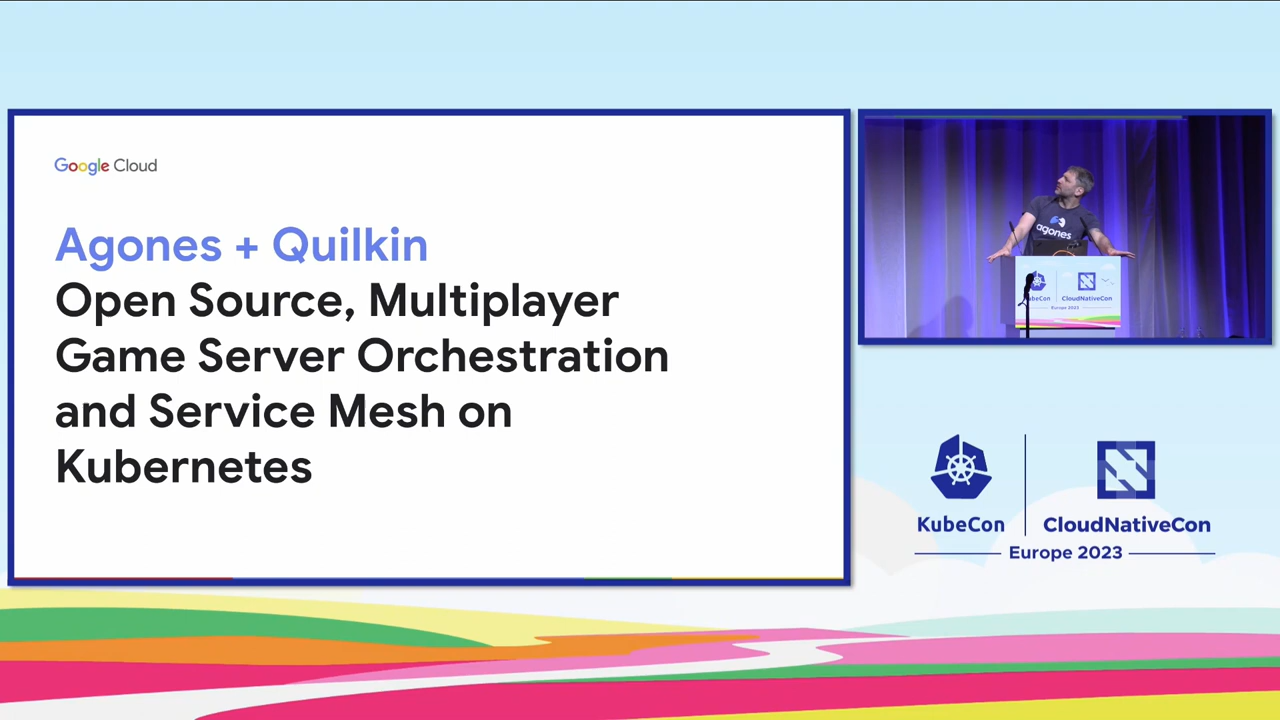 Google Cloud
Agones + Quilkin
Open Source, Multiplayer
Game Server Orchestration
and Service Mesh on
Kubernetes
agones
KubeCon
CloudNativeCon
Europe 2023
KubeCon
CloudNativeCon
Europe 2023